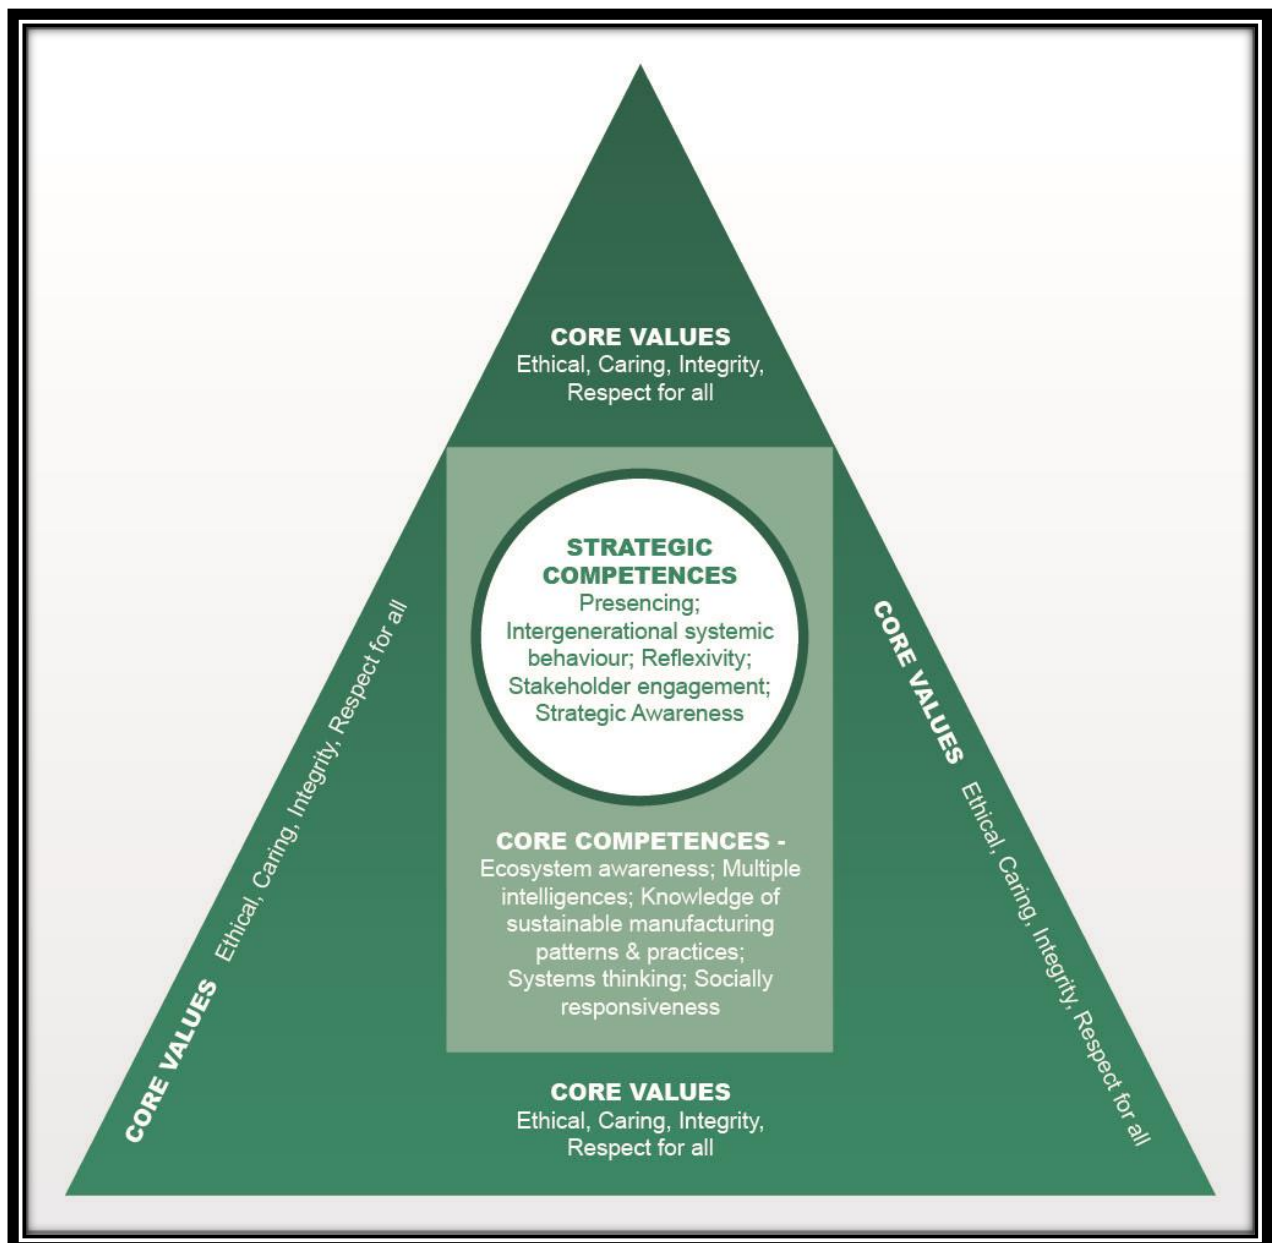 CORE VALUES
Ethical, Caring, Integrity,
Respect for all
STRATEGIC
COMPETENCES
Presencing;
Intergenerational systemic
behaviour; Reflexivity;
Stakeholder engagement;
Strategic Awareness
CORE COMPETENCES -
Ecosystem awareness; Multiple
intelligences; Knowledge of
sustainable manufacturing
patterns & practices;
Systems thinking; Socially
responsiveness
CORE VALUES Ethical, Caring, Integrity, Respect for all
CORE VALUES Ethical, Caring, Integrity, Respect for all
CORE VALUES
Ethical, Caring, Integrity,
Respect for all